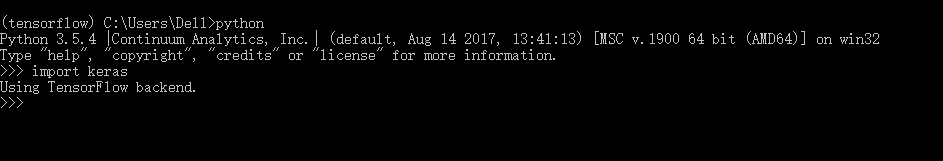 (tensorflow) C:\Users\Dell>python
Python 3.5.4 |Continuum Analytics, Inc.| (default, Aug 14 2017, 13:41:13) [MSC v.1900 64 bit (AMD64)] on win32
Type "help", "copyright", "credits" or "license" for more information.
>>> import keras
Using TensorFlow backend.
>>>